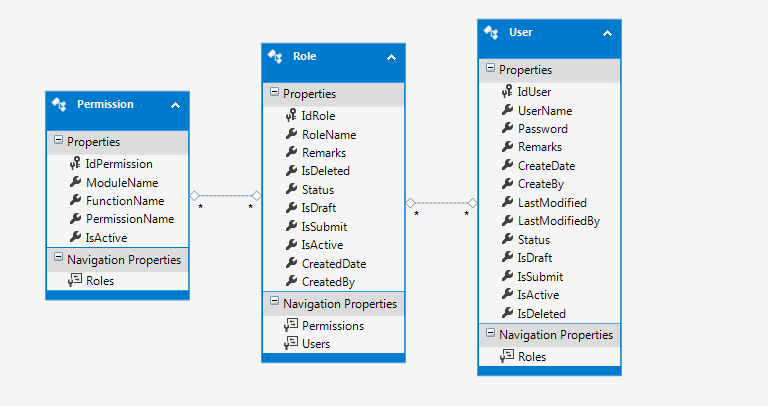 Permission
Properties
IdPermission
ModuleName
FunctionName
PermissionName
IsActive
Navigation Properties
Roles
* *
Role
Properties
IdRole
RoleName
Remarks
IsDeleted
Status
IsDraft
IsSubmit
IsActive
CreatedDate
CreatedBy
Navigation Properties
Permissions
Users
* *
User
Properties
IdUser
UserName
Password
Remarks
CreateDate
CreateBy
LastModified
LastModifiedBy
Status
IsDraft
IsSubmit
IsActive
IsDeleted
Navigation Properties
Roles